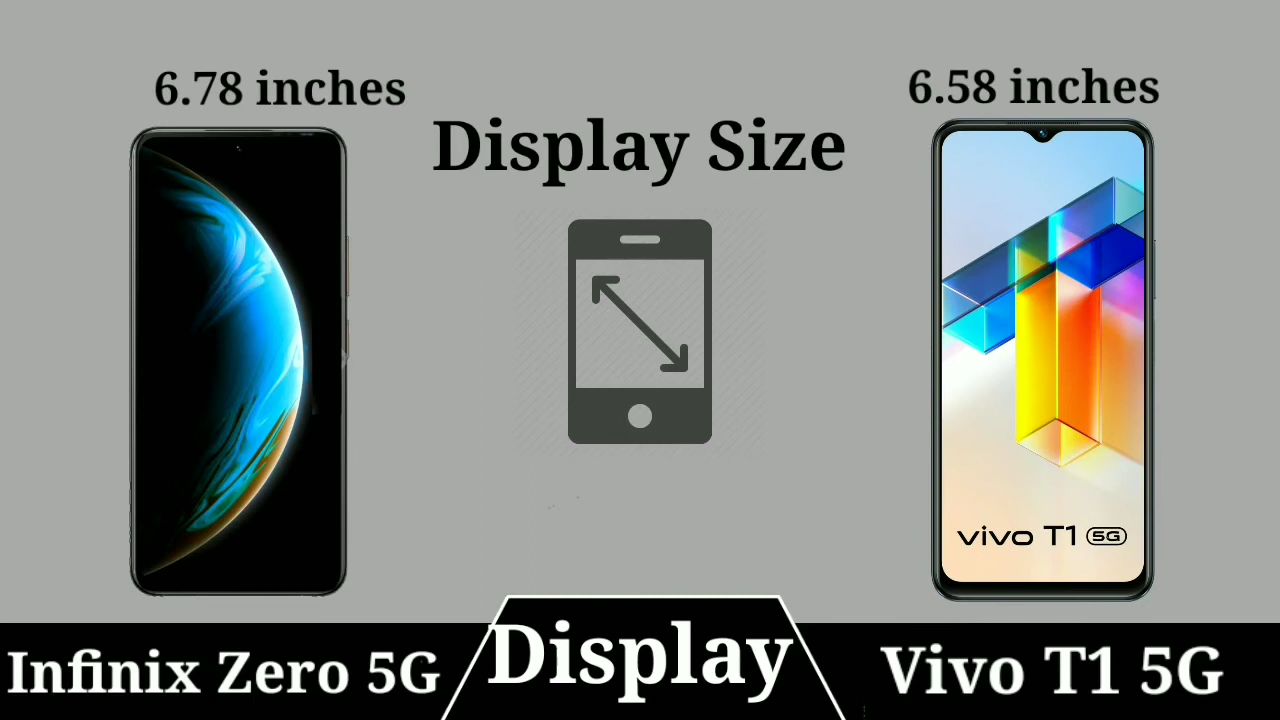 6.78 inches
6.58 inches
Display Size
vivo T1 5G
Infinix Zero 5G
Display
Vivo T1 5G